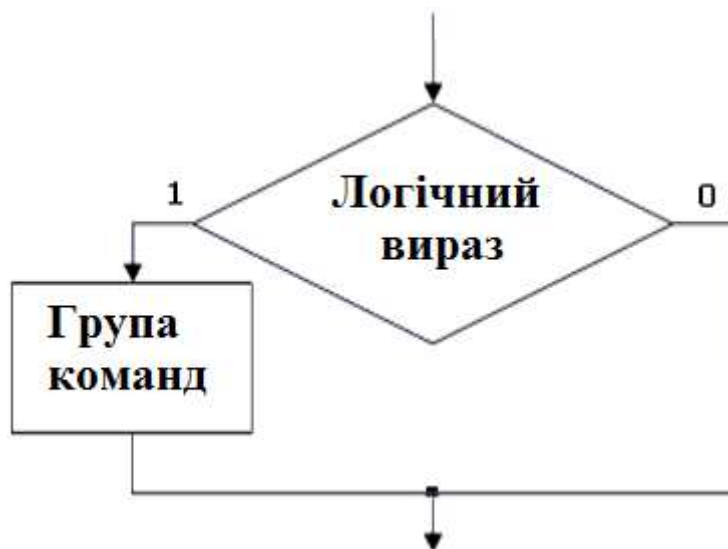 1
Логічний
вираз
0
Група
команд